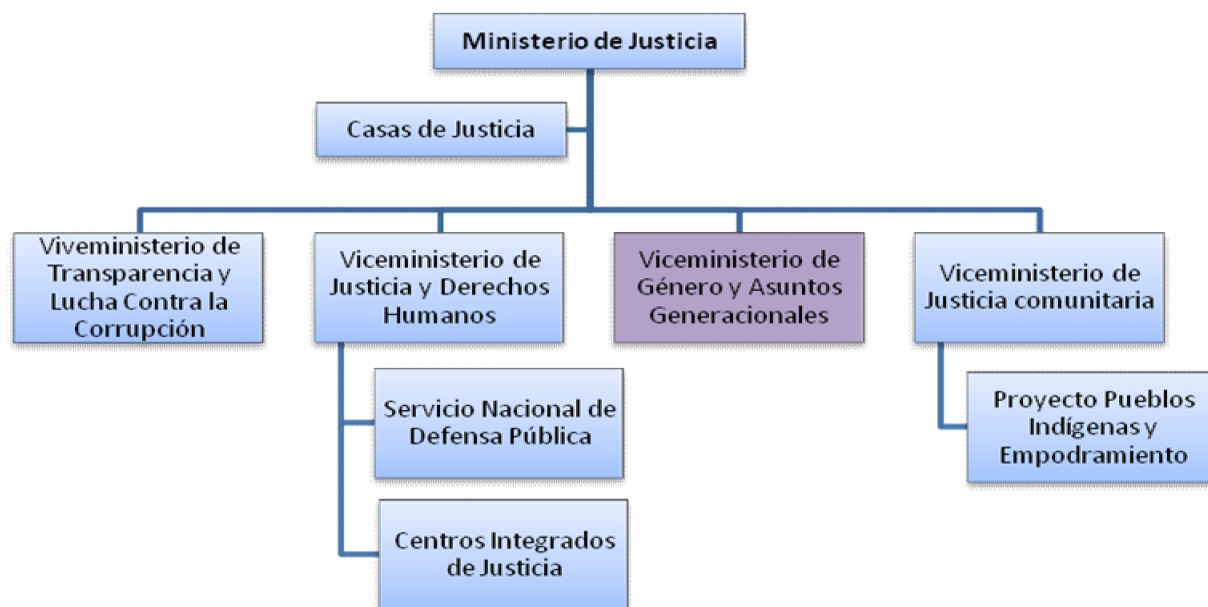 Ministerio de Justicia
Casas de Justicia
Viveministerio de
Transparencia y
Lucha Contra la
Corrupción
Viceministerio de
Justicia y Derechos
Humanos
Viceministerio de
Género y Asuntos
Generacionales
Viceministerio de
Justicia comunitaria
Servicio Nacional de
Defensa Pública
Proyecto Pueblos
Indígenas y
Empodramiento
Centros Integrados
de Justicia